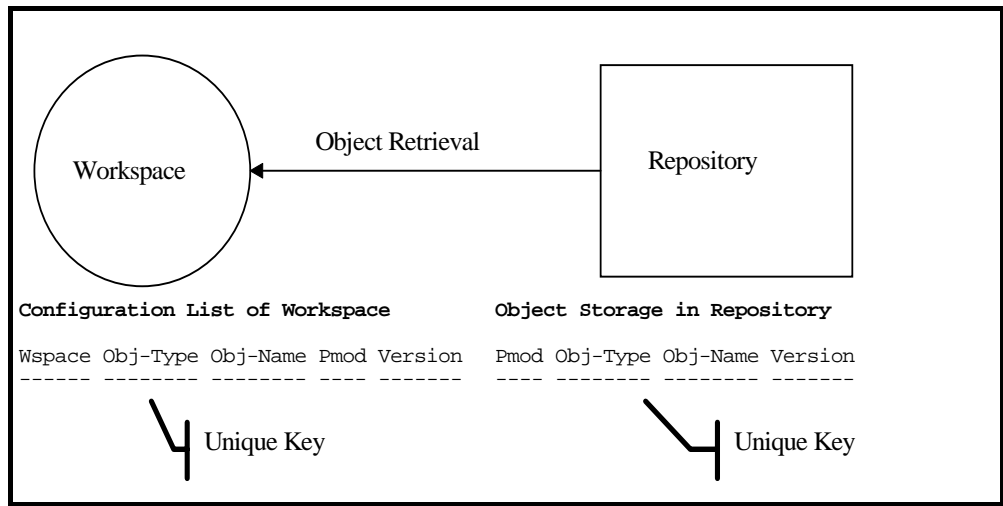 Object Retrieval
Workspace
Repository
Configuration List of Workspace
Wspace Obj-Type Obj-Name Pmod Version
------ -------- -------- ---- -------
Unique Key
Object Storage in Repository
Pmod Obj-Type Obj-Name Version
---- -------- -------- -------
Unique Key